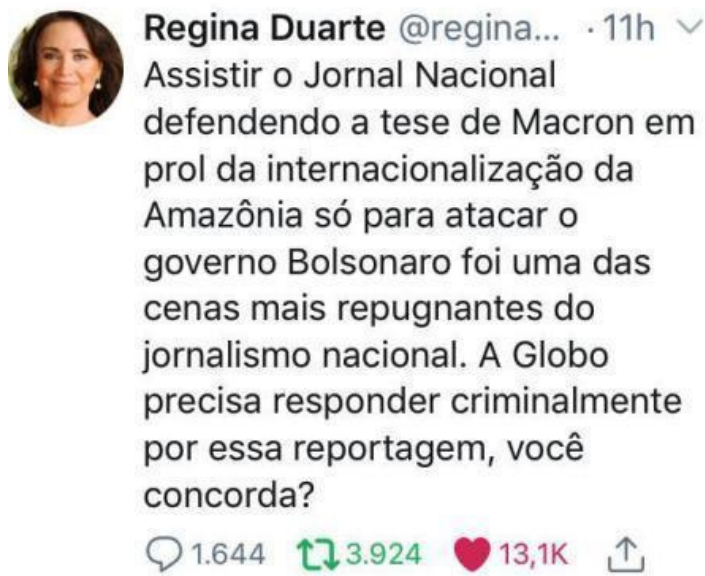 Regina Duarte @regina... · 11h
Assistir o Jornal Nacional
defendendo a tese de Macron em
prol da internacionalização da
Amazônia só para atacar o
governo Bolsonaro foi uma das
cenas mais repugnantes do
jornalismo nacional. A Globo
precisa responder criminalmente
por essa reportagem, você
concorda?
1.644 3.924 13,1K